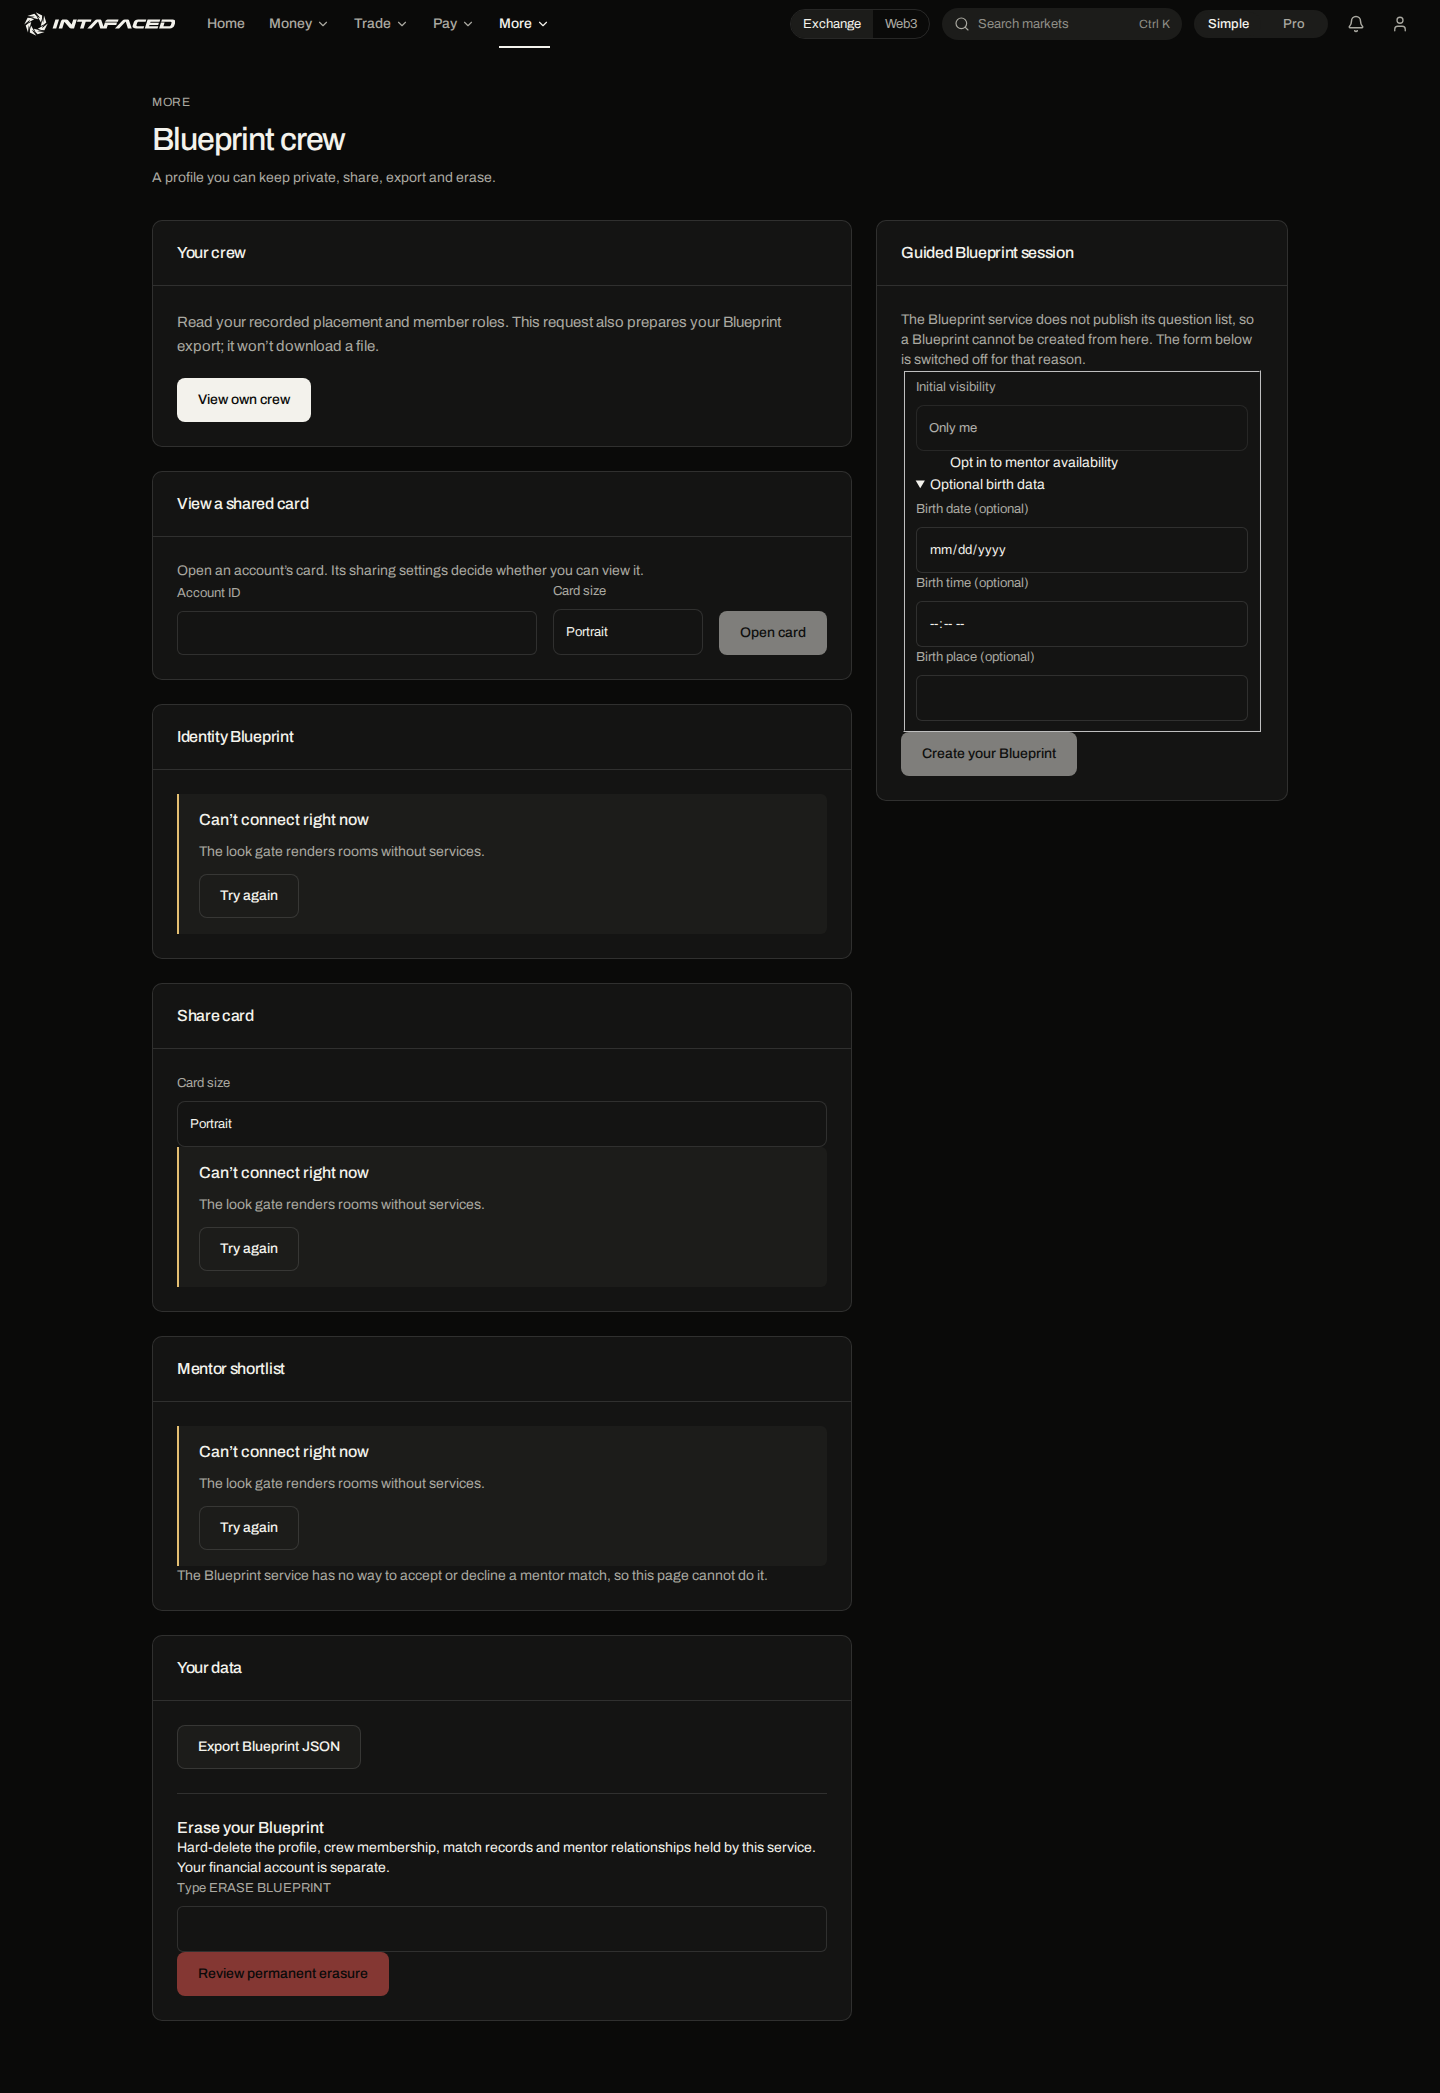 INTAFACED
Home
Money
Trade
Pay
More
Exchange
Web3
Search markets
Ctrl K
Simple
Pro
MORE
Blueprint crew
A profile you can keep private, share, export and erase.
Your crew
Read your recorded placement and member roles. This request also prepares your Blueprint
export; it won’t download a file.
View own crew
View a shared card
Open an account’s card. Its sharing settings decide whether you can view it.
Account ID
Card size
Portrait
Open card
Identity Blueprint
Can’t connect right now
The look gate renders rooms without services.
Try again
Share card
Card size
Portrait
Can’t connect right now
The look gate renders rooms without services.
Try again
Mentor shortlist
Can’t connect right now
The look gate renders rooms without services.
Try again
The Blueprint service has no way to accept or decline a mentor match, so this page cannot do it.
Your data
Export Blueprint JSON
Erase your Blueprint
Hard-delete the profile, crew membership, match records and mentor relationships held by this service.
Your financial account is separate.
Type ERASE BLUEPRINT
Review permanent erasure
Guided Blueprint session
The Blueprint service does not publish its question list, so
a Blueprint cannot be created from here. The form below
is switched off for that reason.
Initial visibility
Only me
Opt in to mentor availability
Optional birth data
Birth date (optional)
mm/dd/yyyy
Birth time (optional)
--:-- --
Birth place (optional)
Create your Blueprint